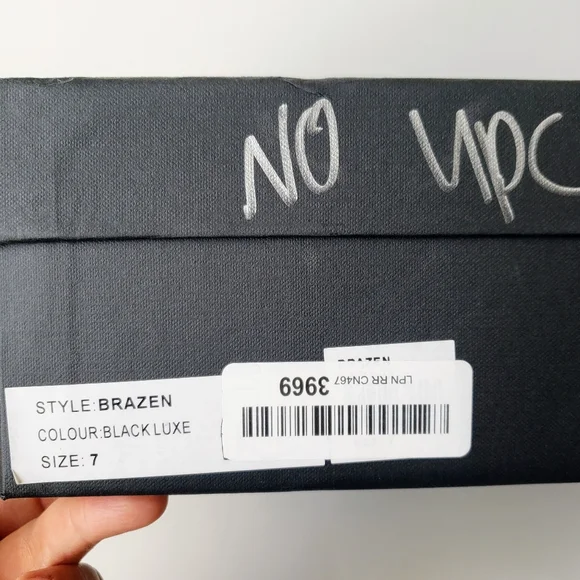 NO UPC
BRAZEN
LPN RR CN467 3969
STYLE:BRAZEN
COLOUR:BLACK LUXE
SIZE: 7